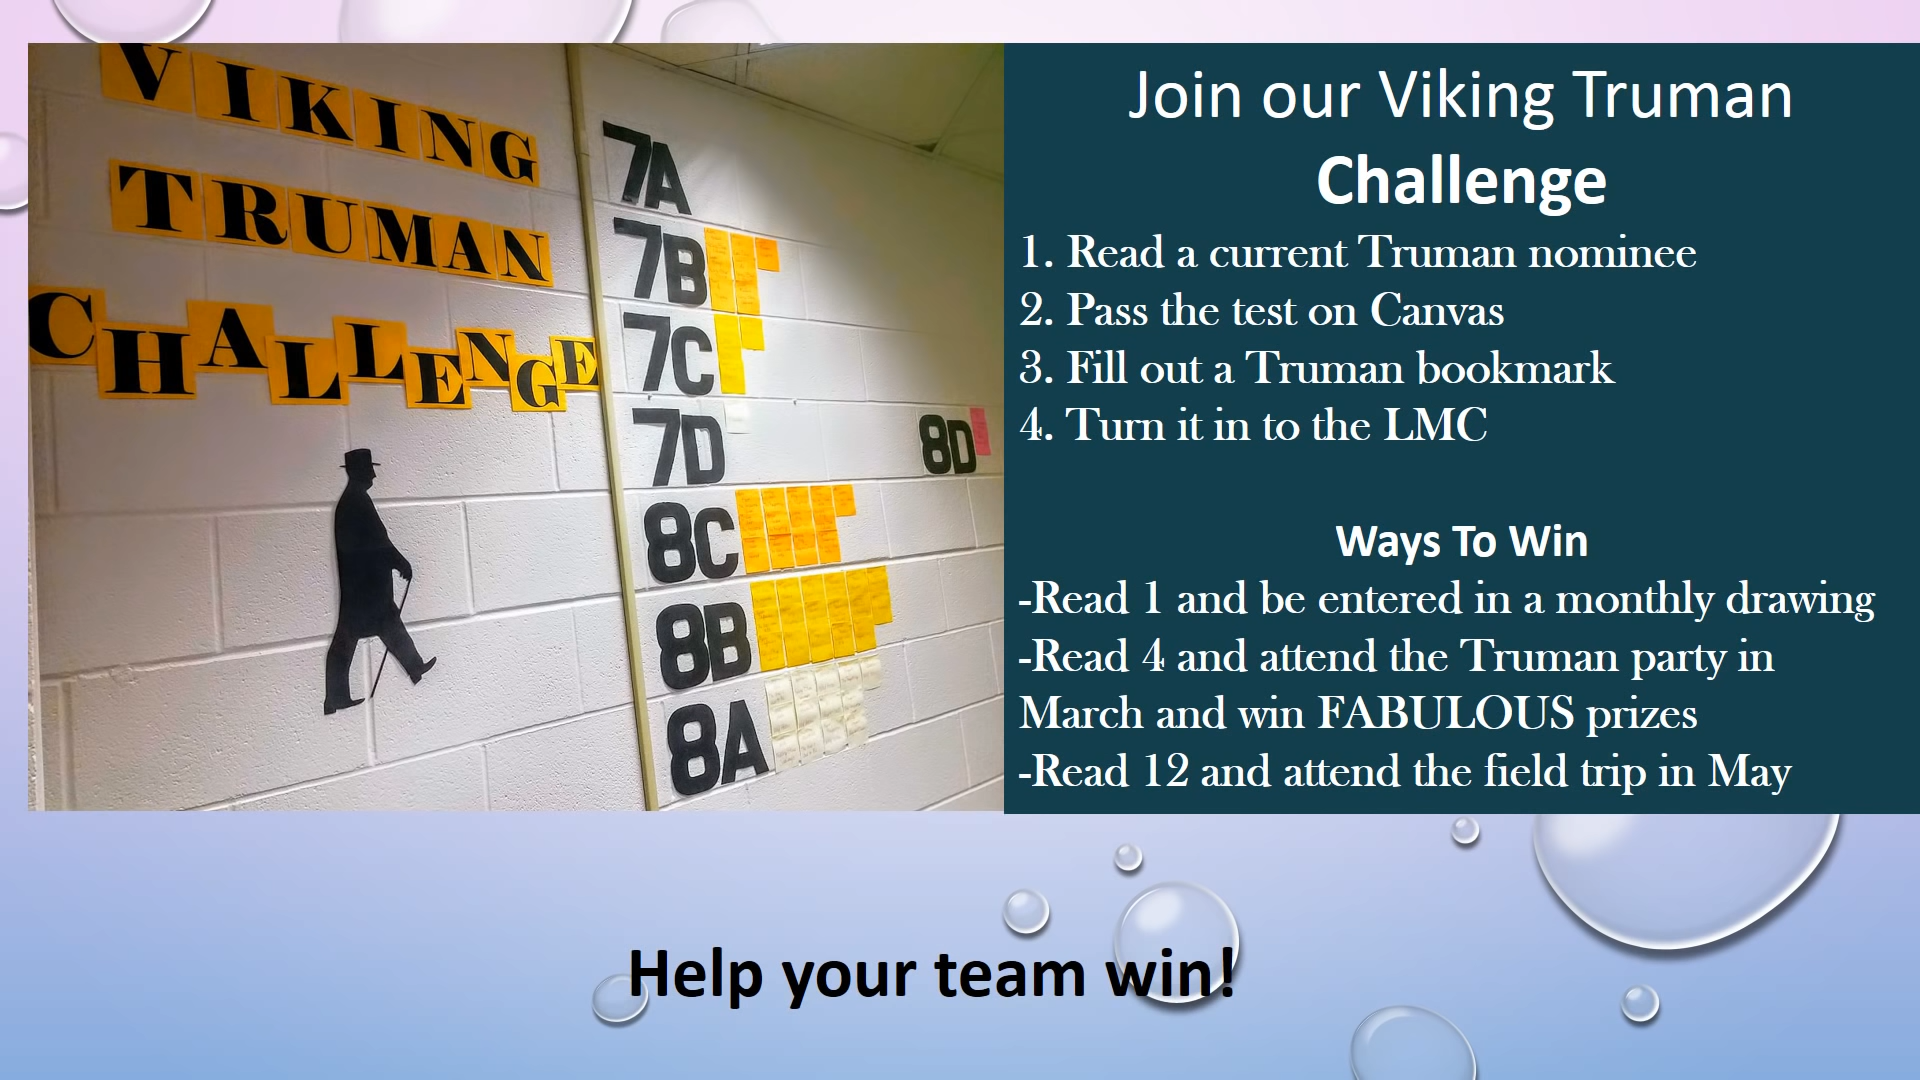 VIKING
TRUMAN
CHALLENGE
7A
7B
7C
7D
8D
8C
8B
8A
Join our Viking Truman
Challenge
1. Read a current Truman nominee
2. Pass the test on Canvas
3. Fill out a Truman bookmark
4. Turn it in to the LMC
Ways To Win
-Read 1 and be entered in a monthly drawing
-Read 4 and attend the Truman party in
March and win FABULOUS prizes
-Read 12 and attend the field trip in May
Help your team win!